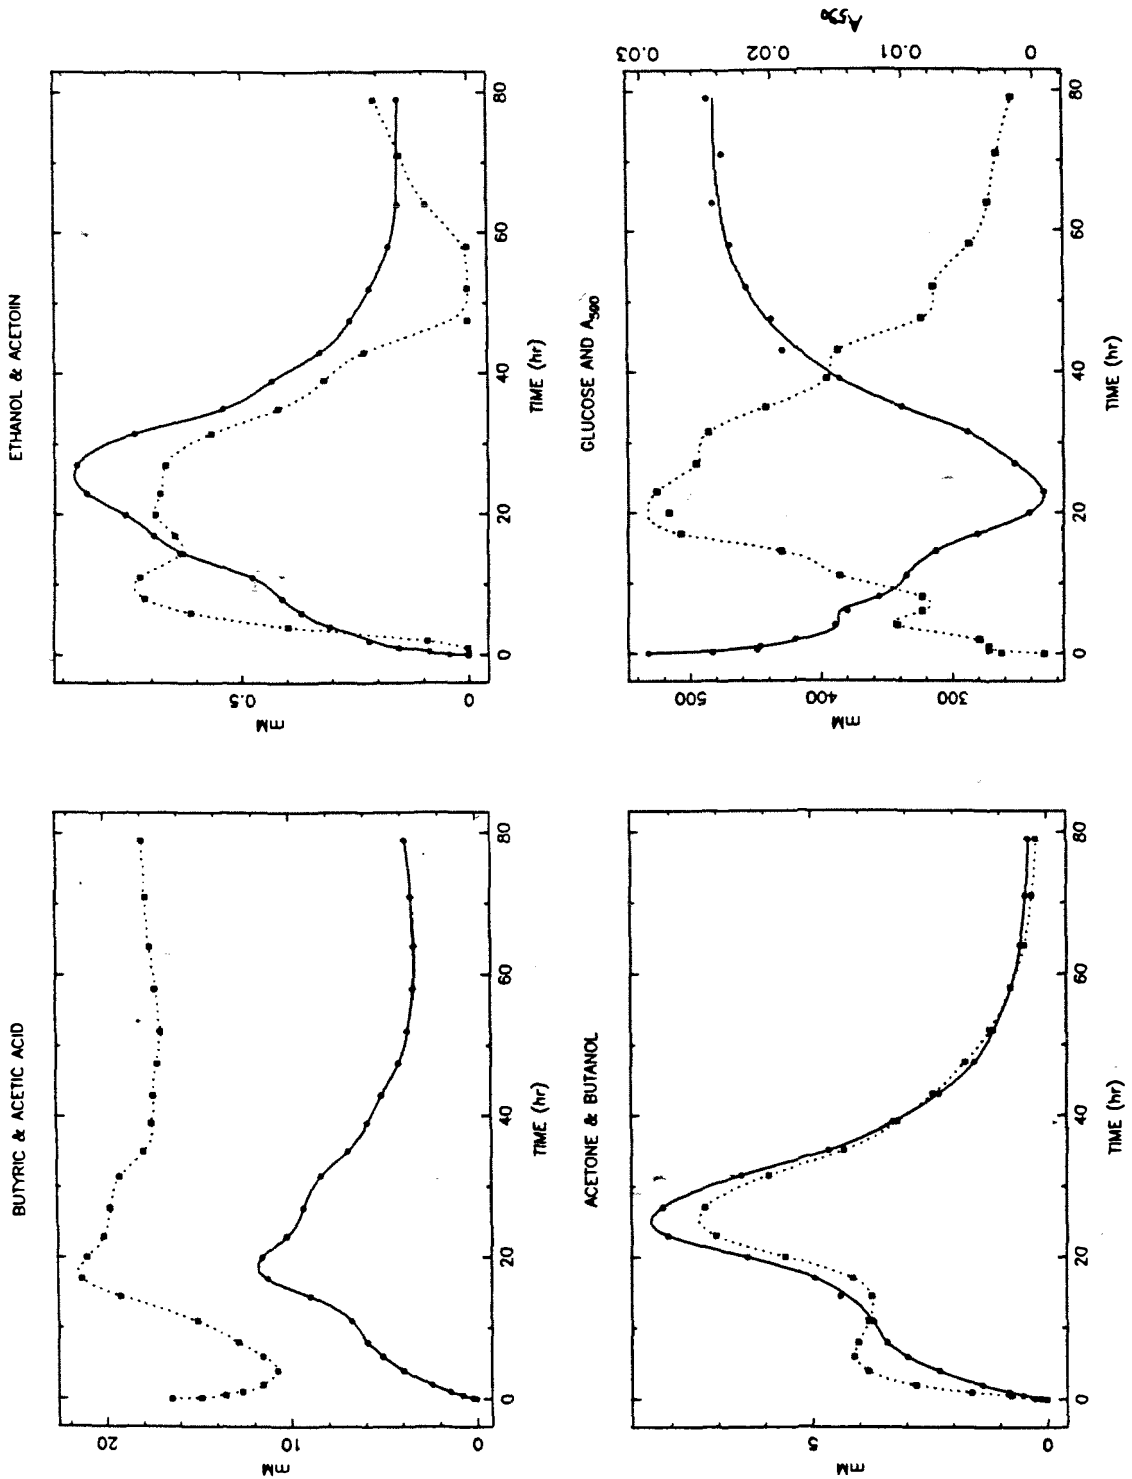 BUTYRIC & ACETIC ACID
mM
20
10
0
0
20
40
60
80
TIME (hr)
ETHANOL & ACETOIN
mM
0.5
0
0
20
40
60
80
TIME (hr)
ACETONE & BUTANOL
mM
5
0
0
20
40
60
80
TIME (hr)
GLUCOSE AND A590
mM
500
400
300
0
20
40
60
80
TIME (hr)
0.03
0.02
0.01
0
A590